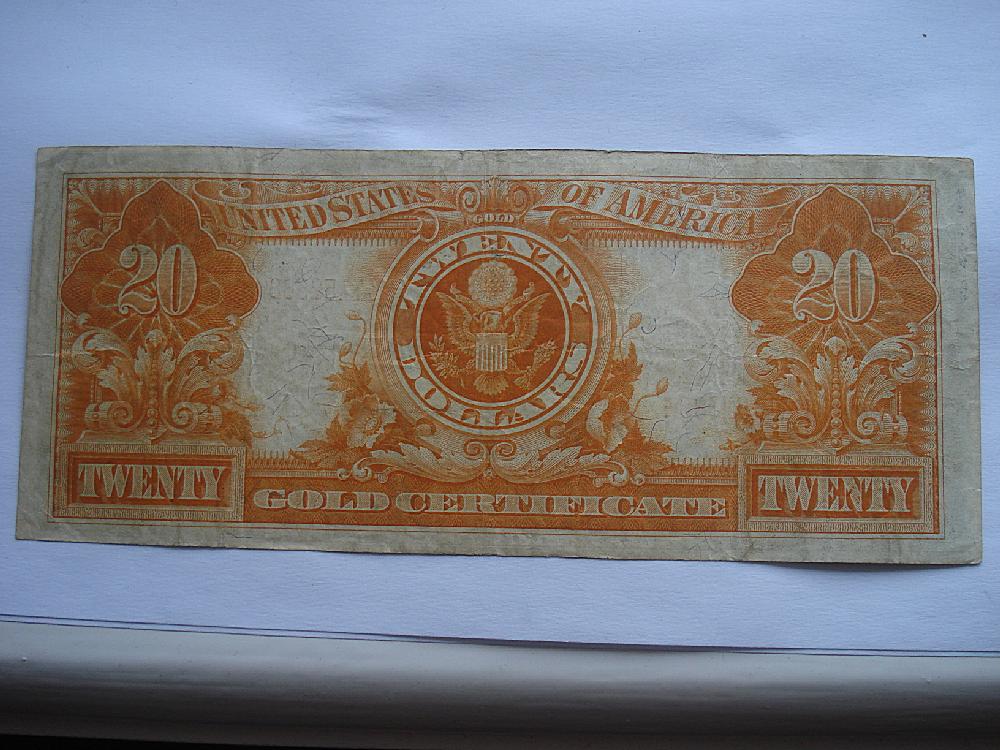 UNITED STATES OF AMERICA
GOLD
20
20
TWENTY
DOLLARS
TWENTY
GOLD CERTIFICATE
TWENTY